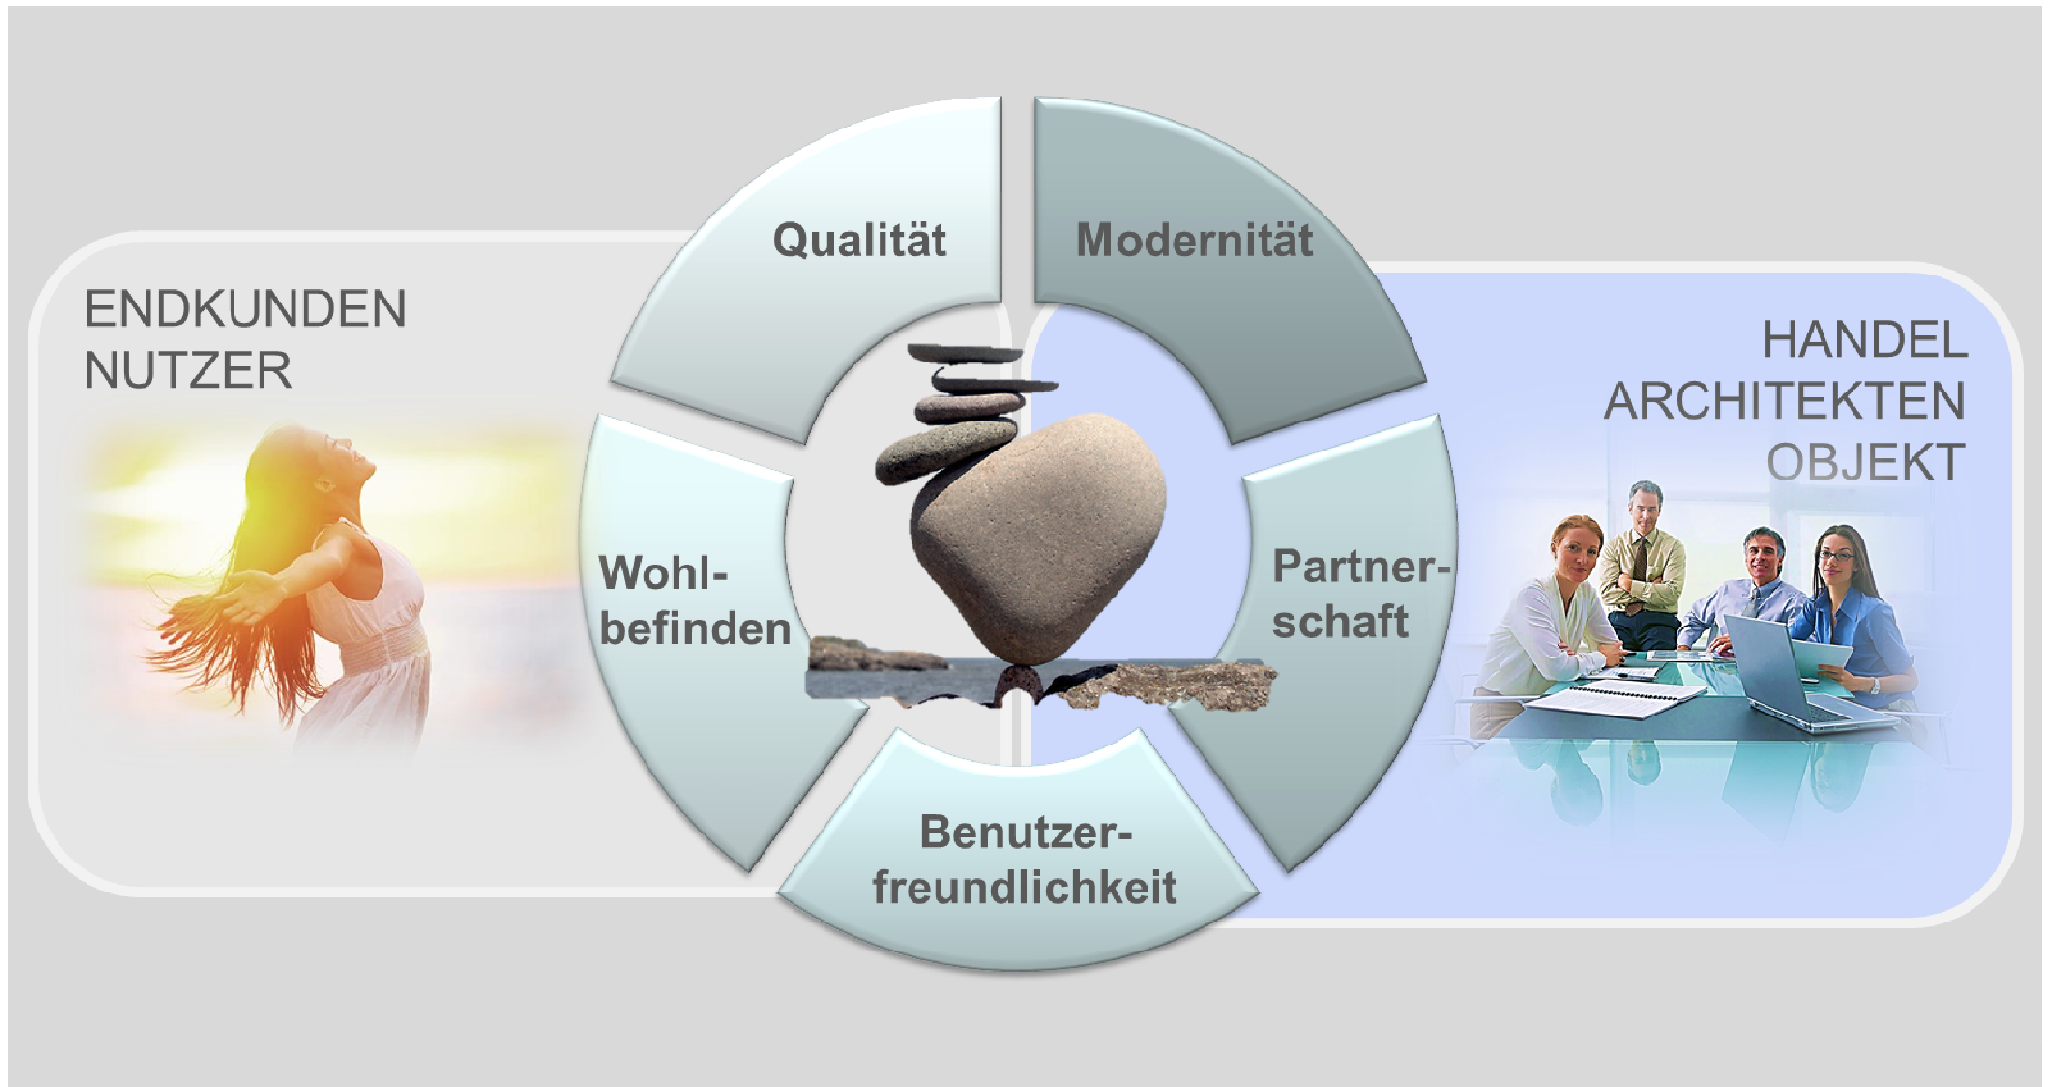 Qualität
Modernität
ENDKUNDEN
NUTZER
HANDEL
ARCHITEKTEN
OBJEKT
Wohl-
befinden
Partner-
schaft
Benutzer-
freundlichkeit